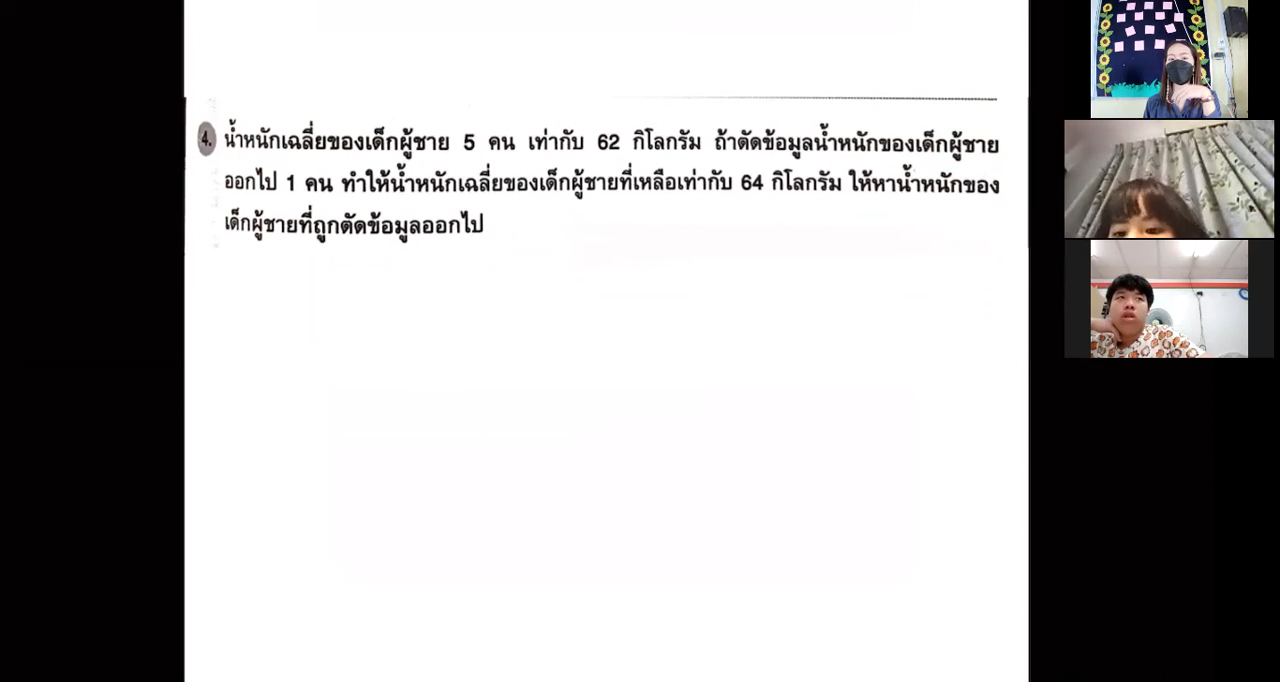 4. น้ำหนักเฉลี่ยของเด็กผู้ชาย 5 คน เท่ากับ 62 กิโลกรัม ถ้าตัดข้อมูลน้ำหนักของเด็กผู้ชาย
ออกไป 1 คน ทำให้น้ำหนักเฉลี่ยของเด็กผู้ชายที่เหลือเท่ากับ 64 กิโลกรัม ให้หาน้ำหนักของ
เด็กผู้ชายที่ถูกตัดข้อมูลออกไป